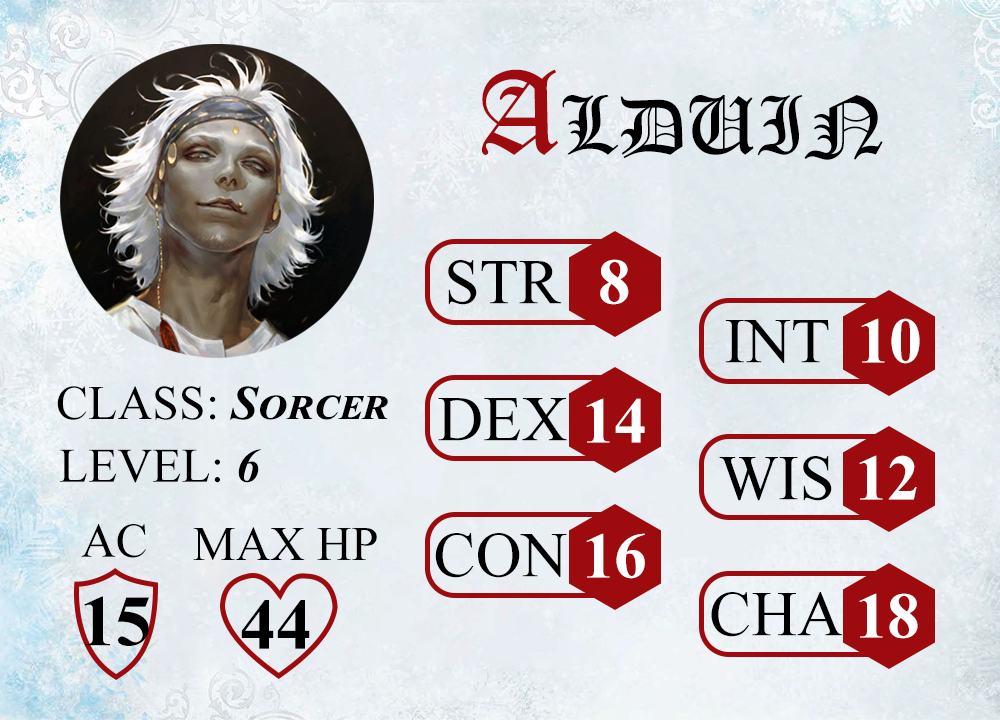 Alduin
CLASS: Sorcer
LEVEL: 6
AC
15
MAX HP
44
STR 8
DEX 14
CON 16
INT 10
WIS 12
CHA 18